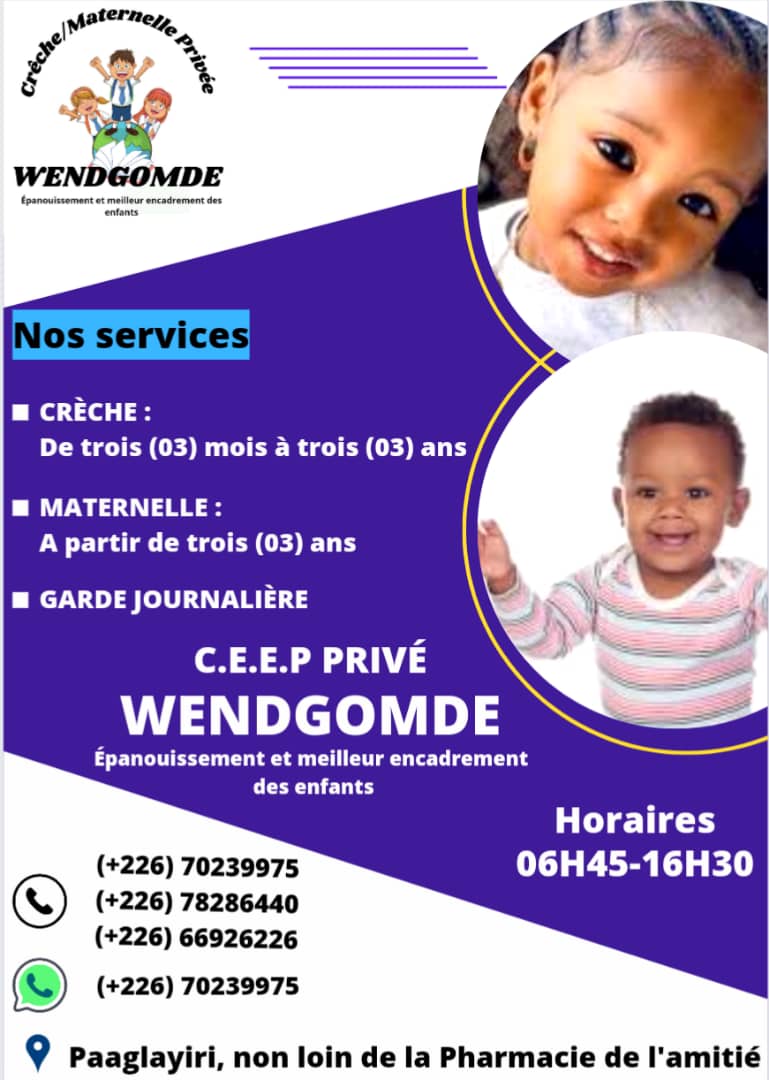 Crêche/Maternelle Privée
WENDGOMDE
Épanouissement et meilleur encadrement des
enfants
Nos services
CRÈCHE :
De trois (03) mois à trois (03) ans
MATERNELLE :
A partir de trois (03) ans
GARDE JOURNALIÈRE
C.E.E.P PRIVÉ
WENDGOMDE
Épanouissement et meilleur encadrement
des enfants
Horaires
06H45-16H30
(+226) 70239975
(+226) 78286440
(+226) 66926226
(+226) 70239975
Paaglayiri, non loin de la Pharmacie de l'amitié